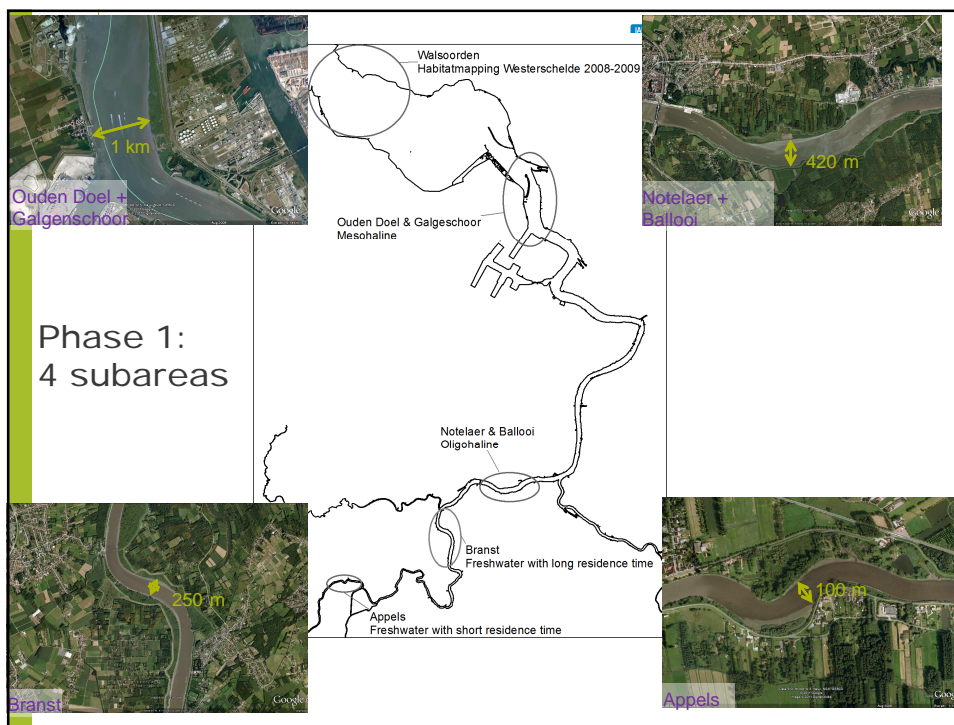 1 km
Ouden Doel +
Galgenschoor
Google
Walsoorden
Habitatmapping Westerschelde 2008-2009
420 m
Notelaer +
Ballooi
Google
Ouden Doel & Galgeschoor
Mesohaline
Phase 1:
4 subareas
Notelaer & Ballooi
Oligohaline
Branst
Freshwater with long residence time
Appels
Freshwater with short residence time
250 m
Branst
Google
100 m
Appels
Google